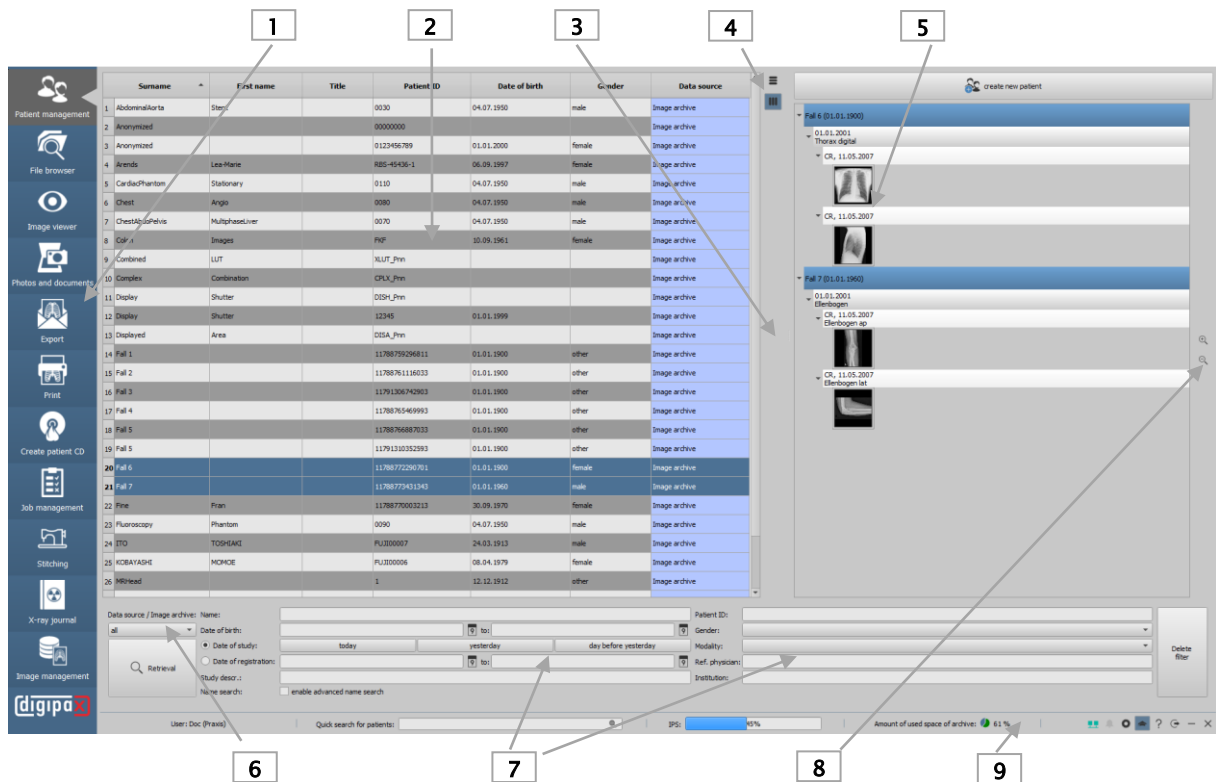 1 2 3 4 5
Patient management
File browser
Image viewer
Photos and documents
Export
Print
Create patient CD
Job management
Stitching
X-ray journal
Image management
digipax
Surname First name Title Patient ID Date of birth Gender Data source
1 AbdominalAorta 0030 04.07.1950 male Image archive
2 Anonymized 00000000 Image archive
3 Anonymized 0123456789 01.01.2000 female Image archive
4 Arends Lea-Marie RBS-45436-1 06.09.1997 female Image archive
5 CardiacPhantom Stationary 0110 04.07.1950 male Image archive
6 Chest Angio 0080 04.07.1950 male Image archive
7 ChestAbdoPelvis MultiphaseLiver 0070 04.07.1950 male Image archive
8 Colon Images FKF 10.09.1961 female Image archive
9 Combined LUT XLUT_Pnn Image archive
10 Complex Combination CPLX_Pnn Image archive
11 Display Shutter DISH_Pnn Image archive
12 Display Shutter 12345 01.01.1999 Image archive
13 Displayed Area DISA_Pnn Image archive
14 Fall 1 11788759296811 01.01.1900 other Image archive
15 Fall 2 11788761116033 01.01.1900 other Image archive
16 Fall 3 11791306742903 01.01.1900 other Image archive
17 Fall 4 11788765469993 01.01.1900 other Image archive
18 Fall 5 11788766887033 01.01.1900 other Image archive
19 Fall 5 11791310352593 01.01.1900 other Image archive
20 Fall 6 11788772290701 01.01.1900 female Image archive
21 Fall 7 11788773431343 01.01.1960 male Image archive
22 Fine Fran 11788770003213 30.09.1970 female Image archive
23 Fluoroscopy Phantom 0090 04.07.1950 male Image archive
24 ITO TOSHIAKI FUJI00007 24.03.1913 male Image archive
25 KOBAYASHI MOMOE FUJI00006 08.04.1979 female Image archive
26 MRHead 1 12.12.1912 other Image archive
create new patient
Fall 6 (01.01.1900)
01.01.2001
Thorax digital
CR, 11.05.2007
CR, 11.05.2007
Fall 7 (01.01.1960)
01.01.2001
Ellenbogen
CR, 11.05.2007
Ellenbogen ap
CR, 11.05.2007
Ellenbogen lat
Data source / Image archive: Name: Patient ID:
all Date of birth: to: Gender:
Date of study: today yesterday day before yesterday Modality:
Retrieval Date of registration: to: Ref. physician:
Study descr.: Institution:
Name search: enable advanced name search
Delete
filter
User: Doc (Praxis) Quick search for patients: IPS: 45% Amount of used space of archive: 61 %
6 7 8 9